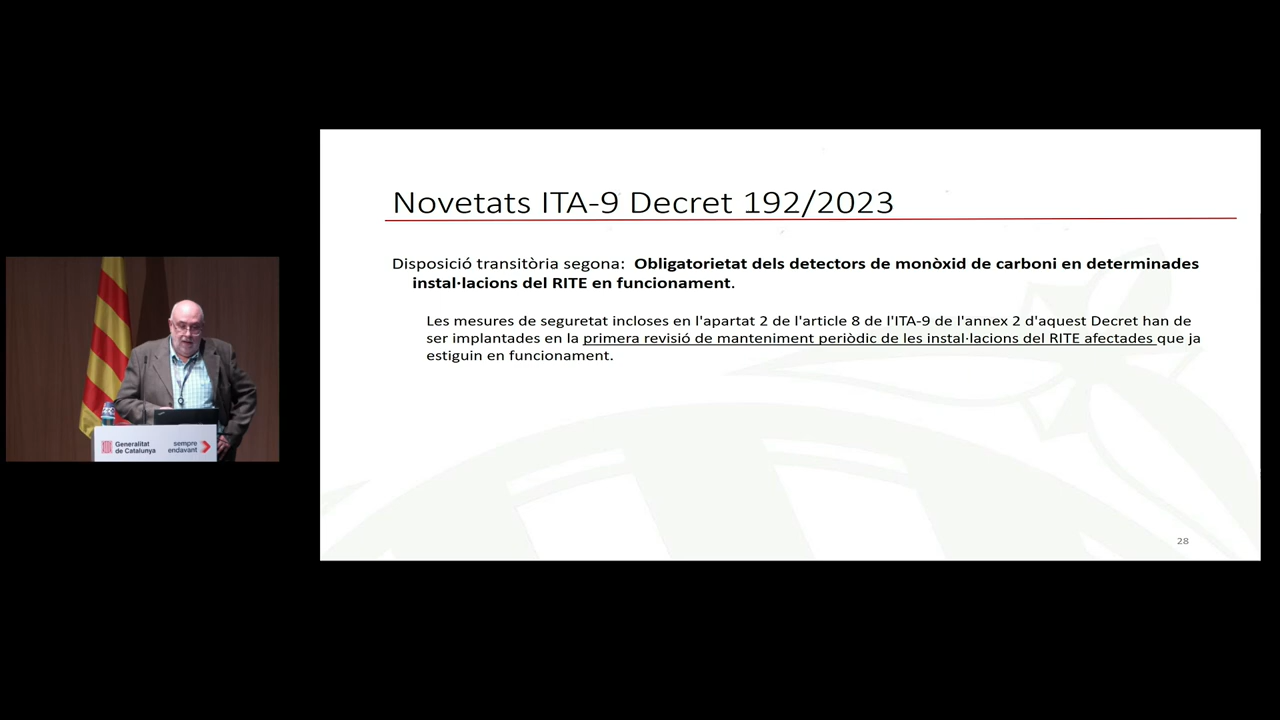 Novetats ITA-9 Decret 192/2023
Disposició transitòria segona: Obligatorietat dels detectors de monòxid de carboni en determinades
instal·lacions del RITE en funcionament.
Les mesures de seguretat incloses en l'apartat 2 de l'article 8 de l'ITA-9 de l'annex 2 d'aquest Decret han de
ser implantades en la primera revisió de manteniment periòdic de les instal·lacions del RITE afectades que ja
estiguin en funcionament.
28
Generalitat
de Catalunya
sempre
endavant